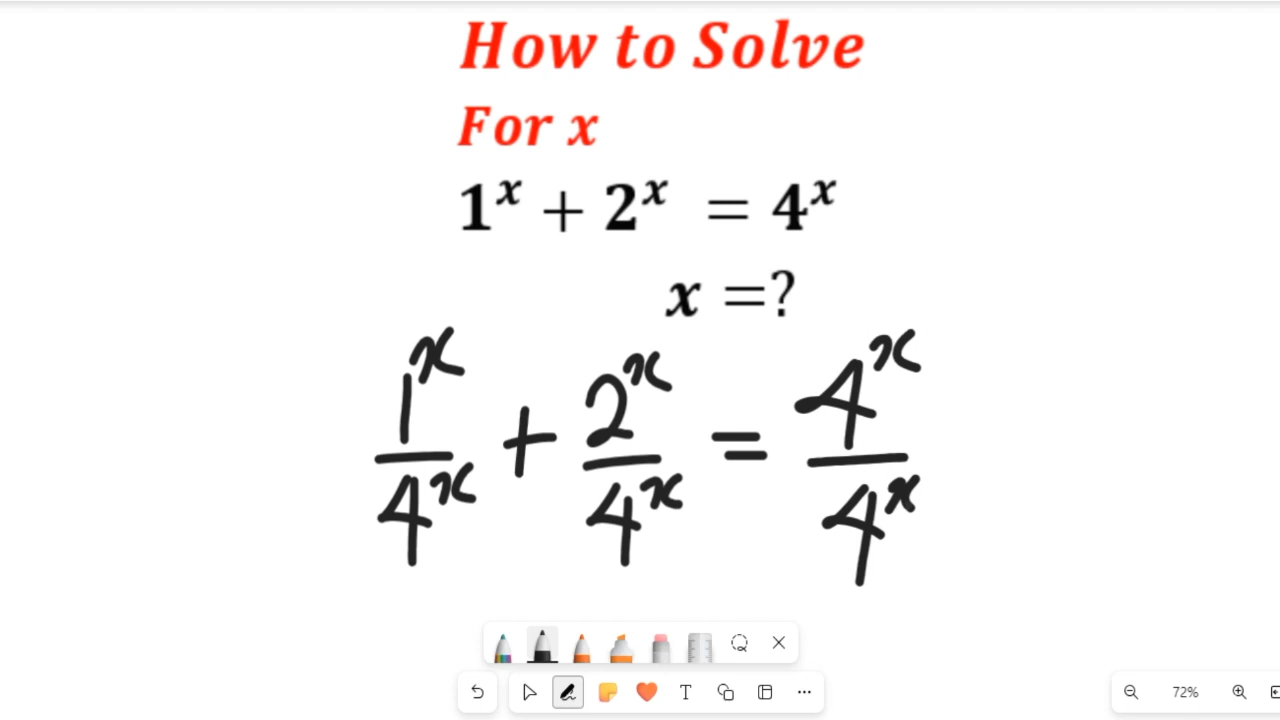 How to Solve
For x
1^x + 2^x = 4^x
x =?
1^x/4^x + 2^x/4^x = 4^x/4^x
T
72%